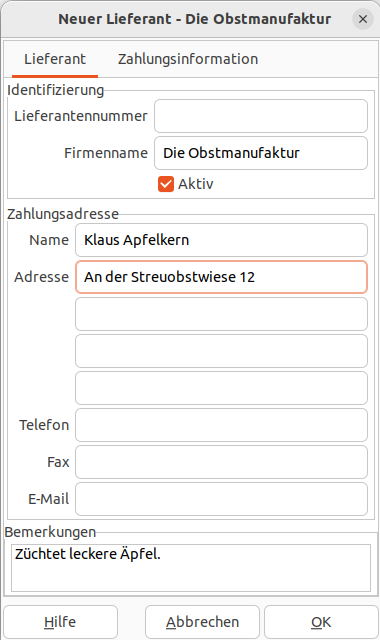 Neuer Lieferant - Die Obstmanufaktur
Lieferant Zahlungsinformation
Identifizierung
Lieferantennummer
Firmenname Die Obstmanufaktur
Aktiv
Zahlungsadresse
Name Klaus Apfelkern
Adresse An der Streuobstwiese 12
Telefon
Fax
E-Mail
Bemerkungen
Züchtet leckere Äpfel.
Hilfe Abbrechen OK